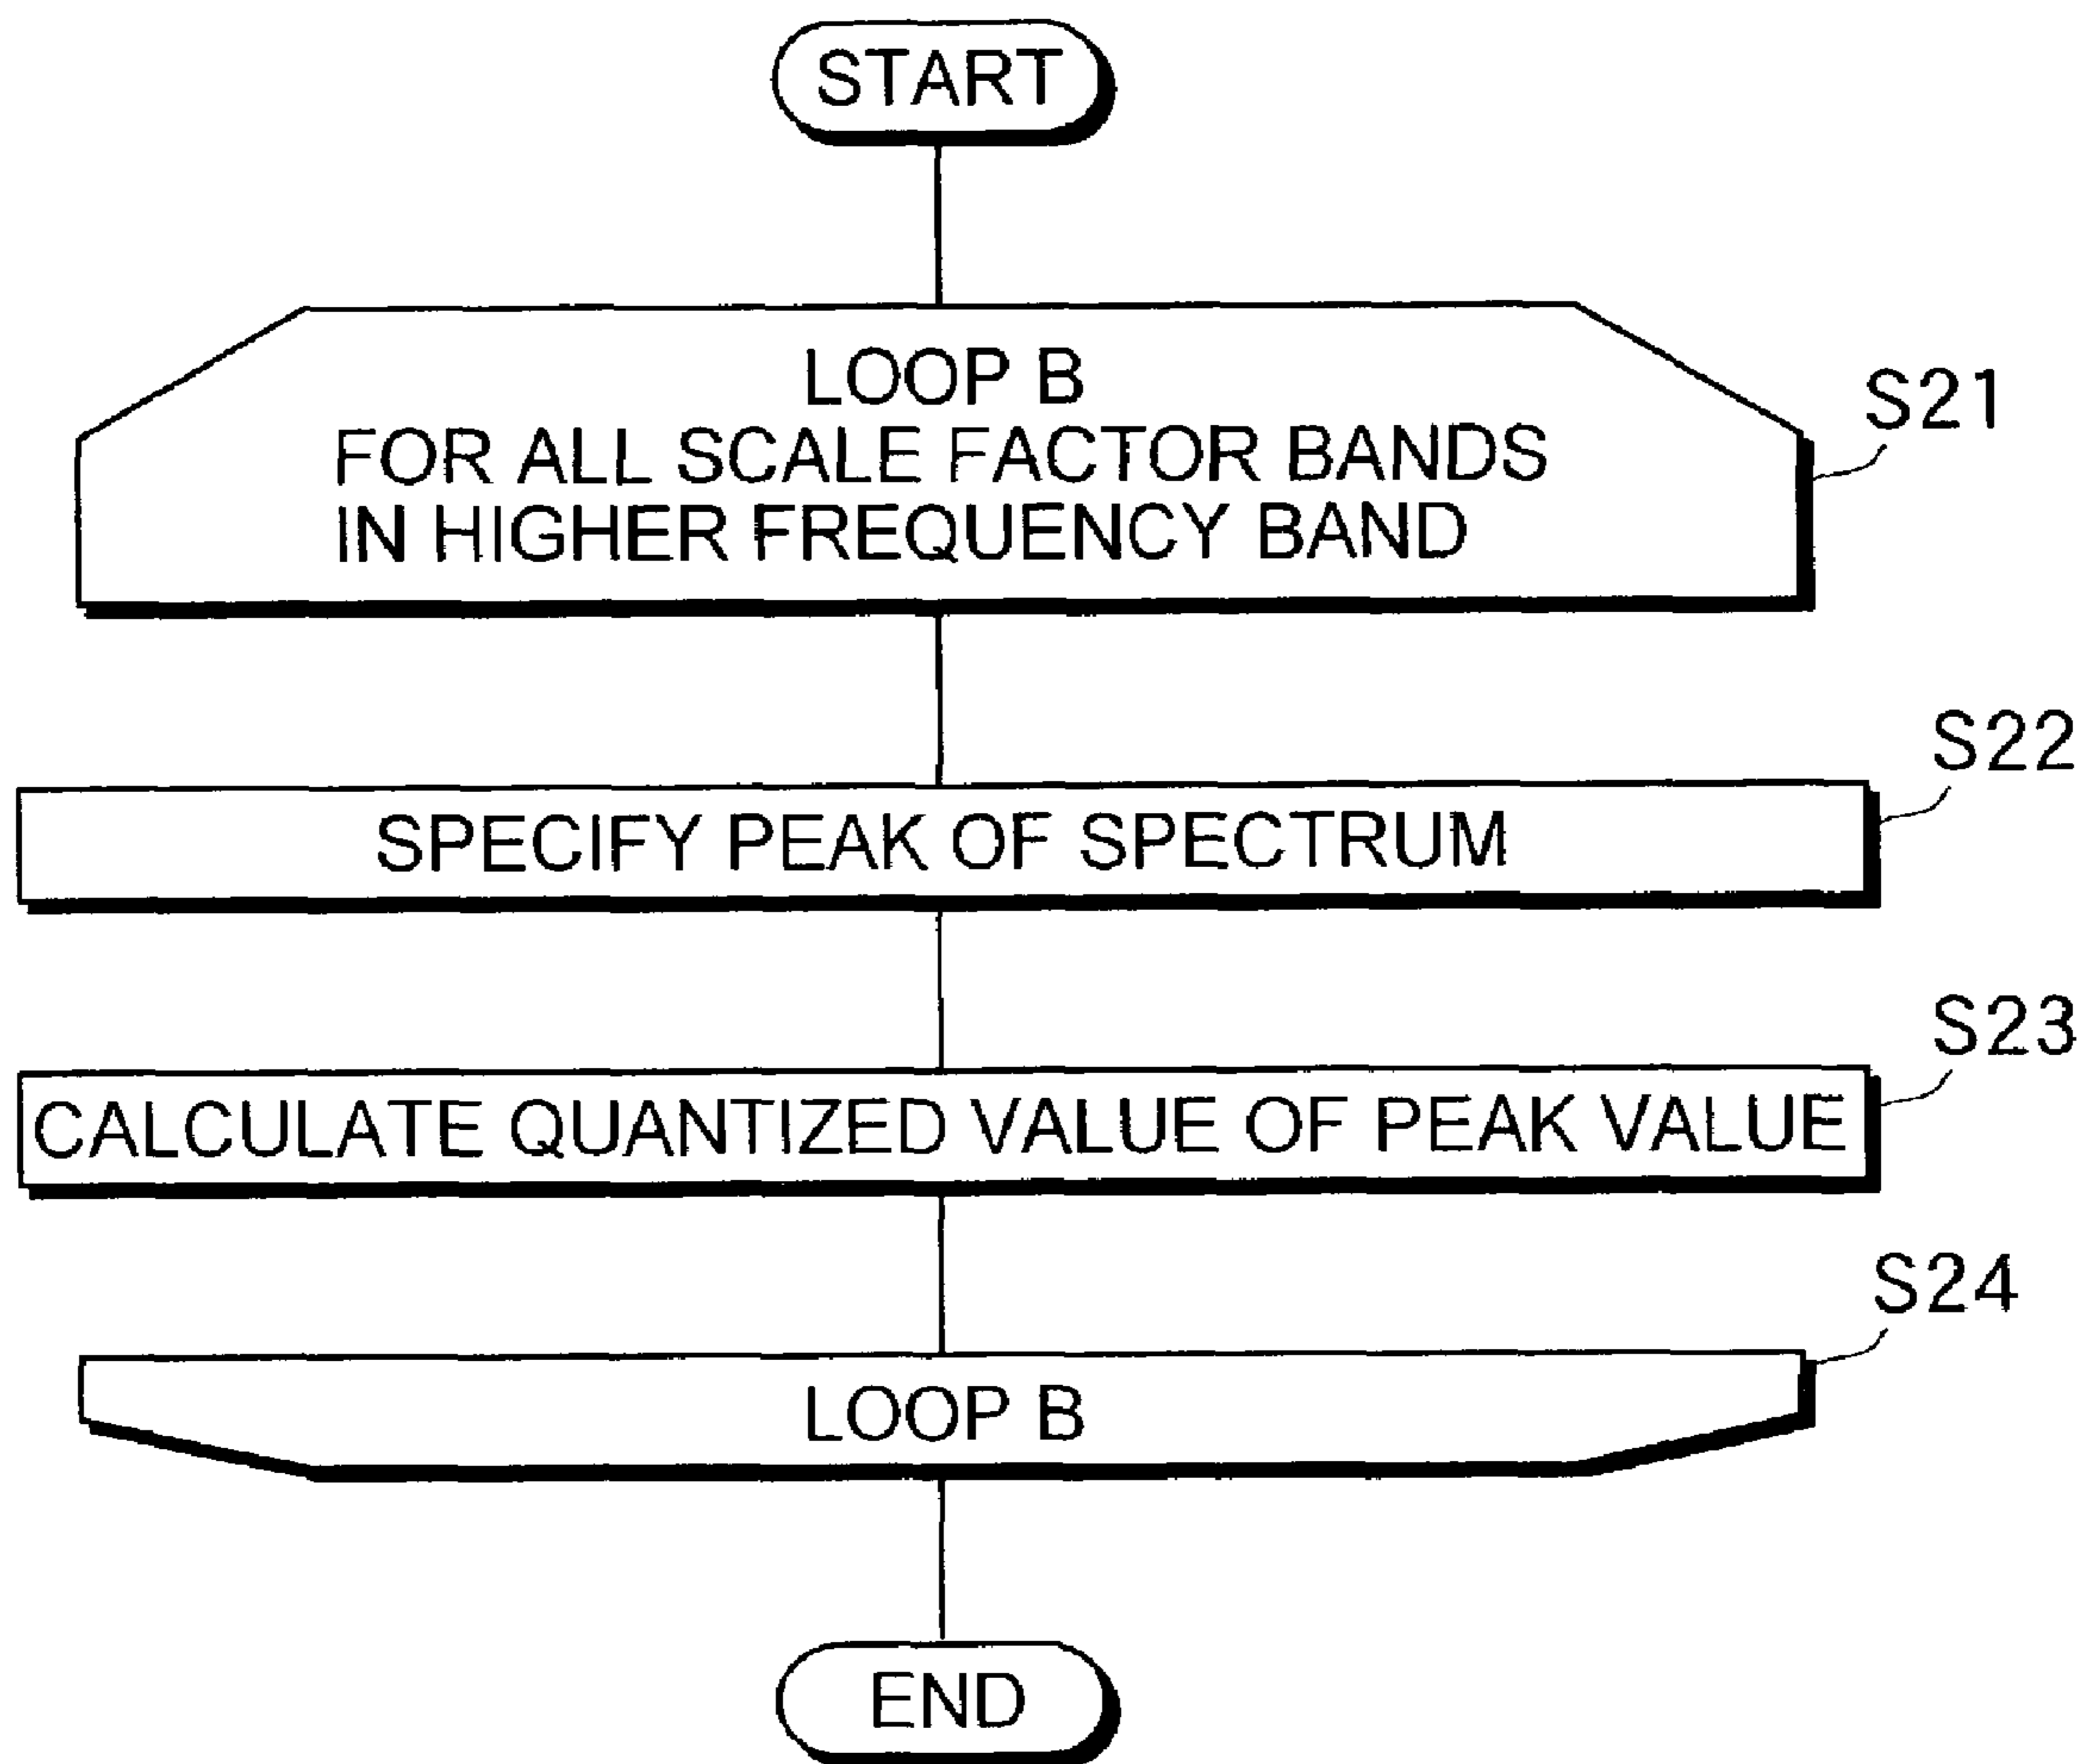 START
LOOP B
FOR ALL SCALE FACTOR BANDS
IN HIGHER FREQUENCY BAND
S21
SPECIFY PEAK OF SPECTRUM
S22
CALCULATE QUANTIZED VALUE OF PEAK VALUE
S23
LOOP B
S24
END